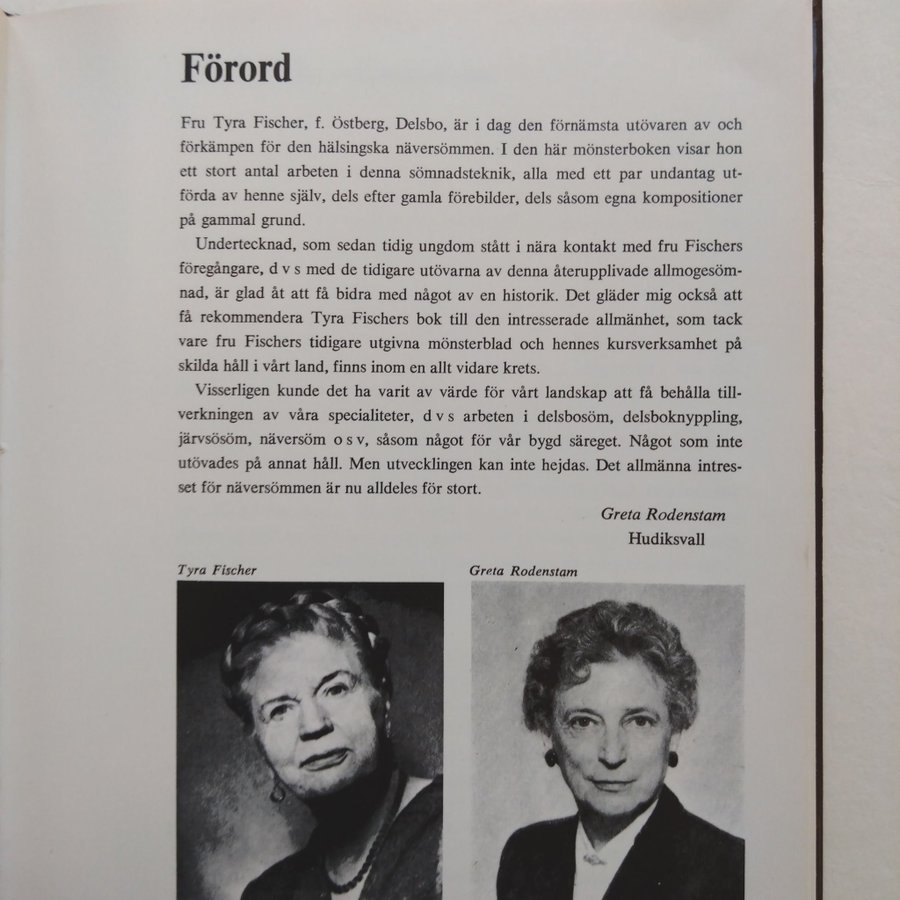 Förord
Fru Tyra Fischer, f. Östberg, Delsbo, är i dag den förnämsta utövaren av och
förkämpen för den hälsingska näversömmen. I den här mönsterboken visar hon
ett stort antal arbeten i denna sömnadsteknik, alla med ett par undantag ut-
förda av henne själv, dels efter gamla förebilder, dels såsom egna kompositioner
på gammal grund.
Undertecknad, som sedan tidig ungdom stått i nära kontakt med fru Fischers
föregångare, d v s med de tidigare utövarna av denna återupplivade allmogesöm-
nad, är glad åt att få bidra med något av en historik. Det gläder mig också att
få rekommendera Tyra Fischers bok till den intresserade allmänhet, som tack
vare fru Fischers tidigare utgivna mönsterblad och hennes kursverksamhet på
skilda håll i vårt land, finns inom en allt vidare krets.
Visserligen kunde det ha varit av värde för vårt landskap att få behålla till-
verkningen av våra specialiteter, d v s arbeten i delsbosöm, delsboknyppling,
järvsösöm, näversöm o s v, såsom något för vår bygd säreget. Något som inte
utövades på annat håll. Men utvecklingen kan inte hejdas. Det allmänna intres-
set för näversömmen är nu alldeles för stort.
Greta Rodenstam
Hudiksvall
Tyra Fischer
Greta Rodenstam